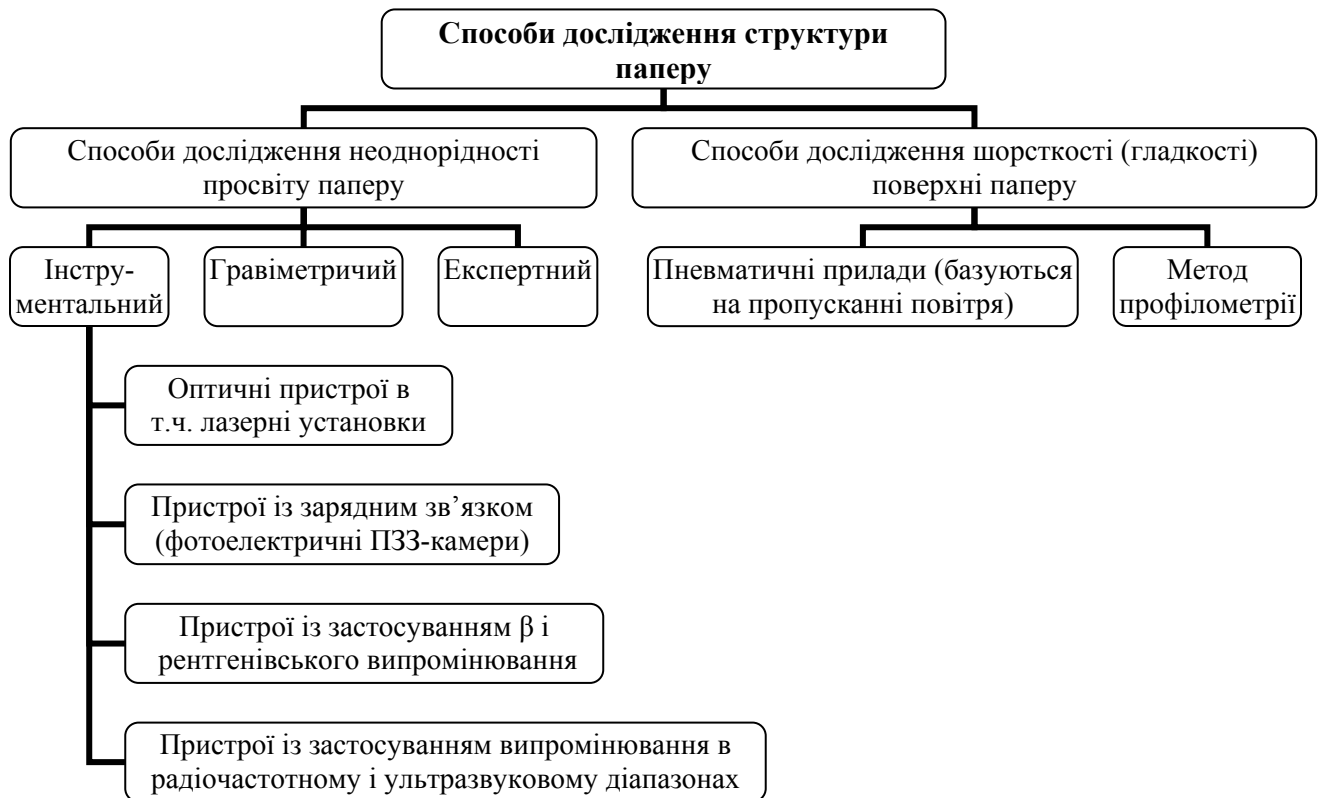 Способи дослідження структури
паперу
Способи дослідження неоднорідності
просвіту паперу
Способи дослідження шорсткості (гладкості)
поверхні паперу
Інстру-
ментальний
Гравіметричий
Експертний
Пневматичні прилади (базуються
на пропусканні повітря)
Метод
профілометрії
Оптичні пристрої в
т.ч. лазерні установки
Пристрої із зарядним зв’язком
(фотоелектричні ПЗЗ-камери)
Пристрої із застосуванням β і
рентгенівського випромінювання
Пристрої із застосуванням випромінювання в
радіочастотному і ультразвуковому діапазонах